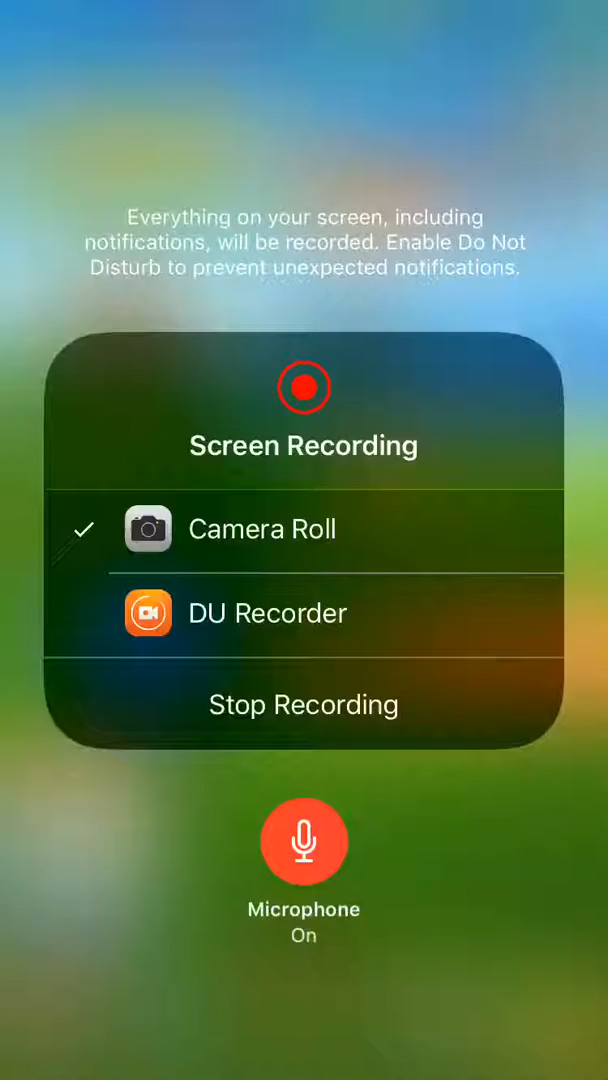 Everything on your screen, including
notifications, will be recorded. Enable Do Not
Disturb to prevent unexpected notifications.
Screen Recording
Camera Roll
DU Recorder
Stop Recording
Microphone
On